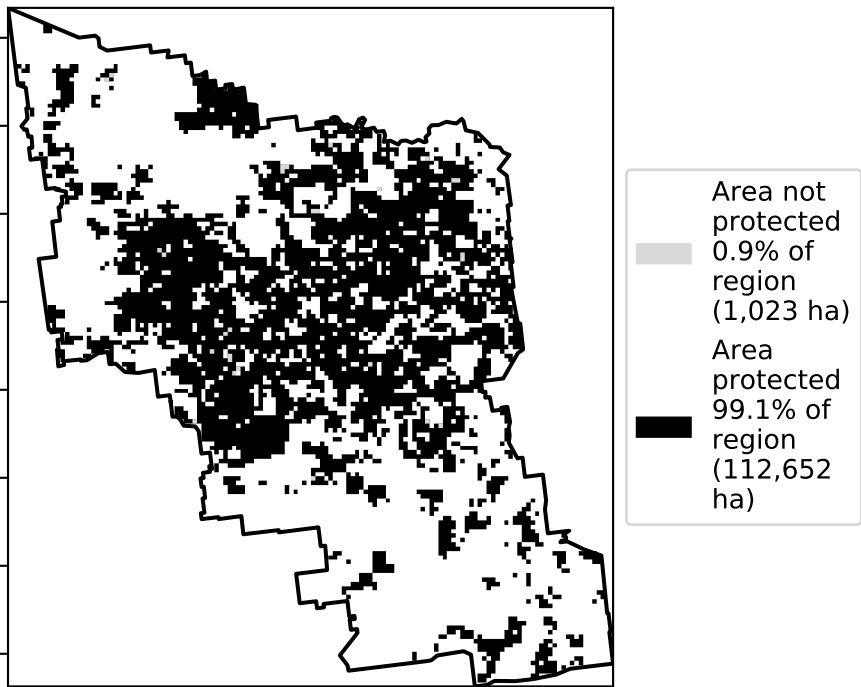 Area not
protected
0.9% of
region
(1,023 ha)
Area
protected
99.1% of
region
(112,652
ha)